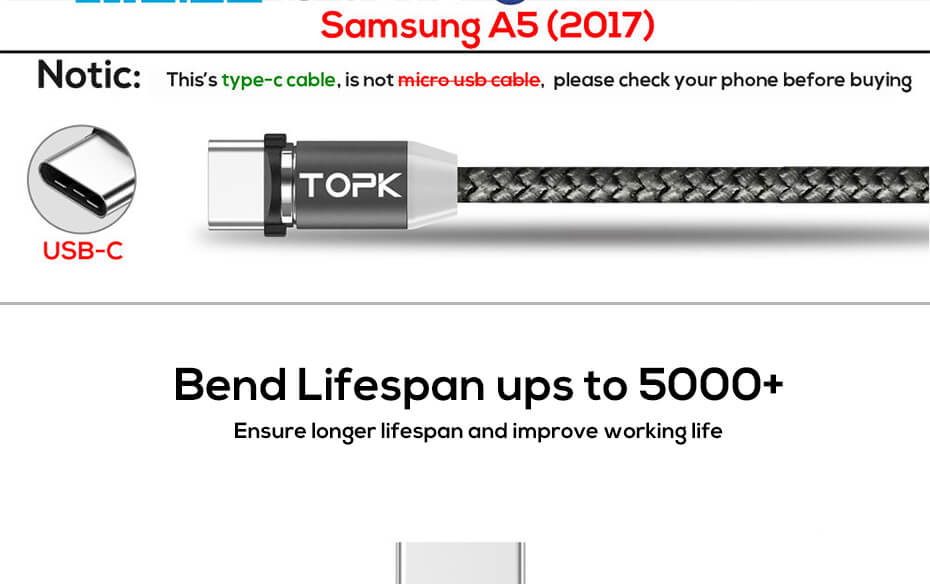 Samsung A5 (2017)
Notic: This's type-c cable, is not micro usb cable, please check your phone before buying
TOPK
USB-C
Bend Lifespan ups to 5000+
Ensure longer lifespan and improve working life